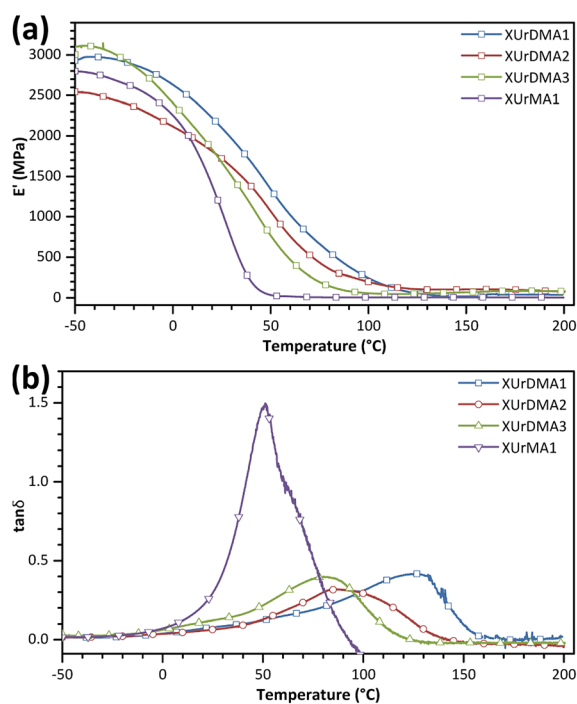 (a)
XUrDMA1
XUrDMA2
XUrDMA3
XUrMA1
3000
2500
2000
1500
1000
500
0
E' (MPa)
-50 0 50 100 150 200
Temperature (°C)
(b)
XUrDMA1
XUrDMA2
XUrDMA3
XUrMA1
1.5
1.0
0.5
0.0
tanδ
-50 0 50 100 150 200
Temperature (°C)